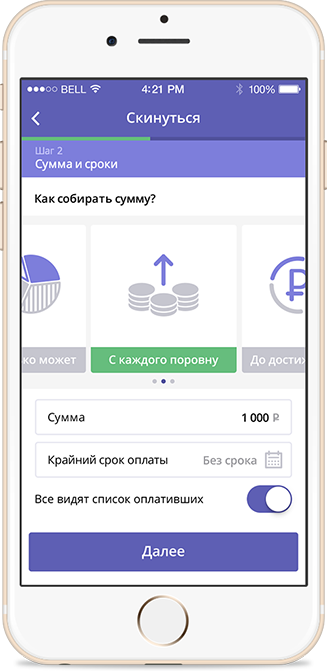 BELL 4:21 PM 100%
Скинуться
Шаг 2
Сумма и сроки
Как собирать сумму?
ко может С каждого поровну До достиж
Сумма 1 000 ₽
Крайний срок оплаты Без срока
Все видят список оплативших
Далее